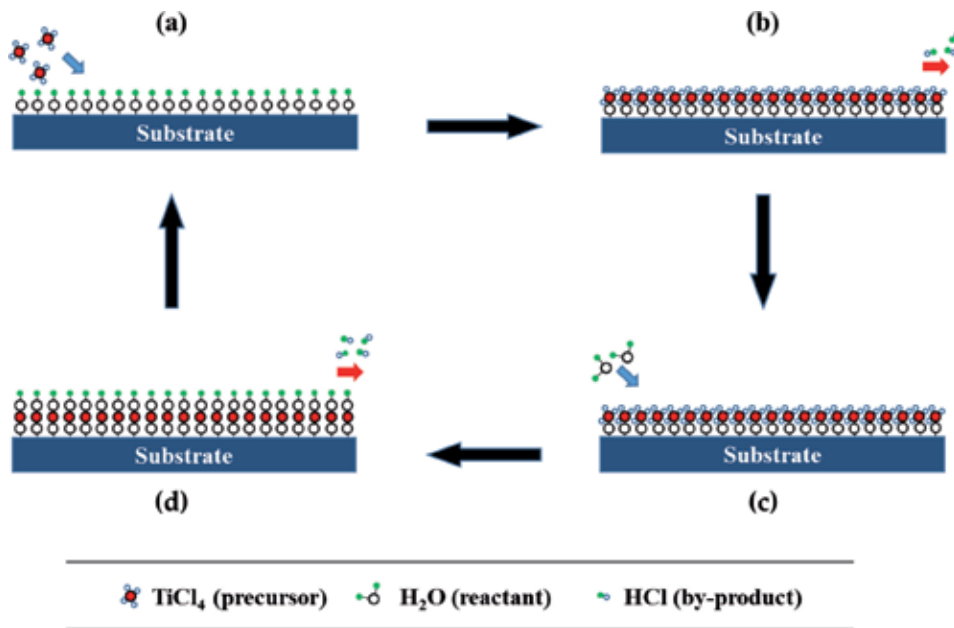 (a)
(b)
Substrate
Substrate
Substrate
Substrate
(d)
(c)
TiCl₄ (precursor) H₂O (reactant) HCl (by-product)